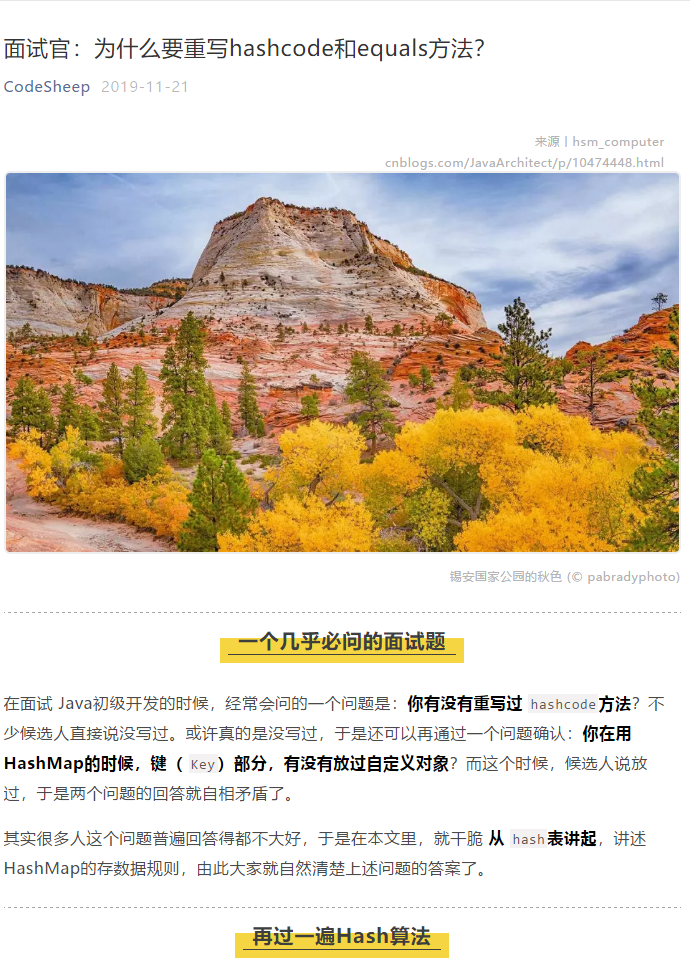 面试官：为什么要重写hashcode和equals方法？
CodeSheep 2019-11-21
来源丨hsm_computer
cnblogs.com/JavaArchitect/p/10474448.html
锡安国家公园的秋色 (© pabradyphoto)
一个几乎必问的面试题
在面试 Java初级开发的时候，经常会问的一个问题是：你有没有重写过 hashcode方法？不
少候选人直接说没写过。或许真的是没写过，于是还可以再通过一个问题确认：你在用
HashMap的时候，键（ Key）部分，有没有放过自定义对象？而这个时候，候选人说放
过，于是两个问题的回答就自相矛盾了。
其实很多人这个问题普遍回答得都不大好，于是在本文里，就干脆 从 hash表讲起，讲述
HashMap的存数据规则，由此大家就自然清楚上述问题的答案了。
再过一遍Hash算法